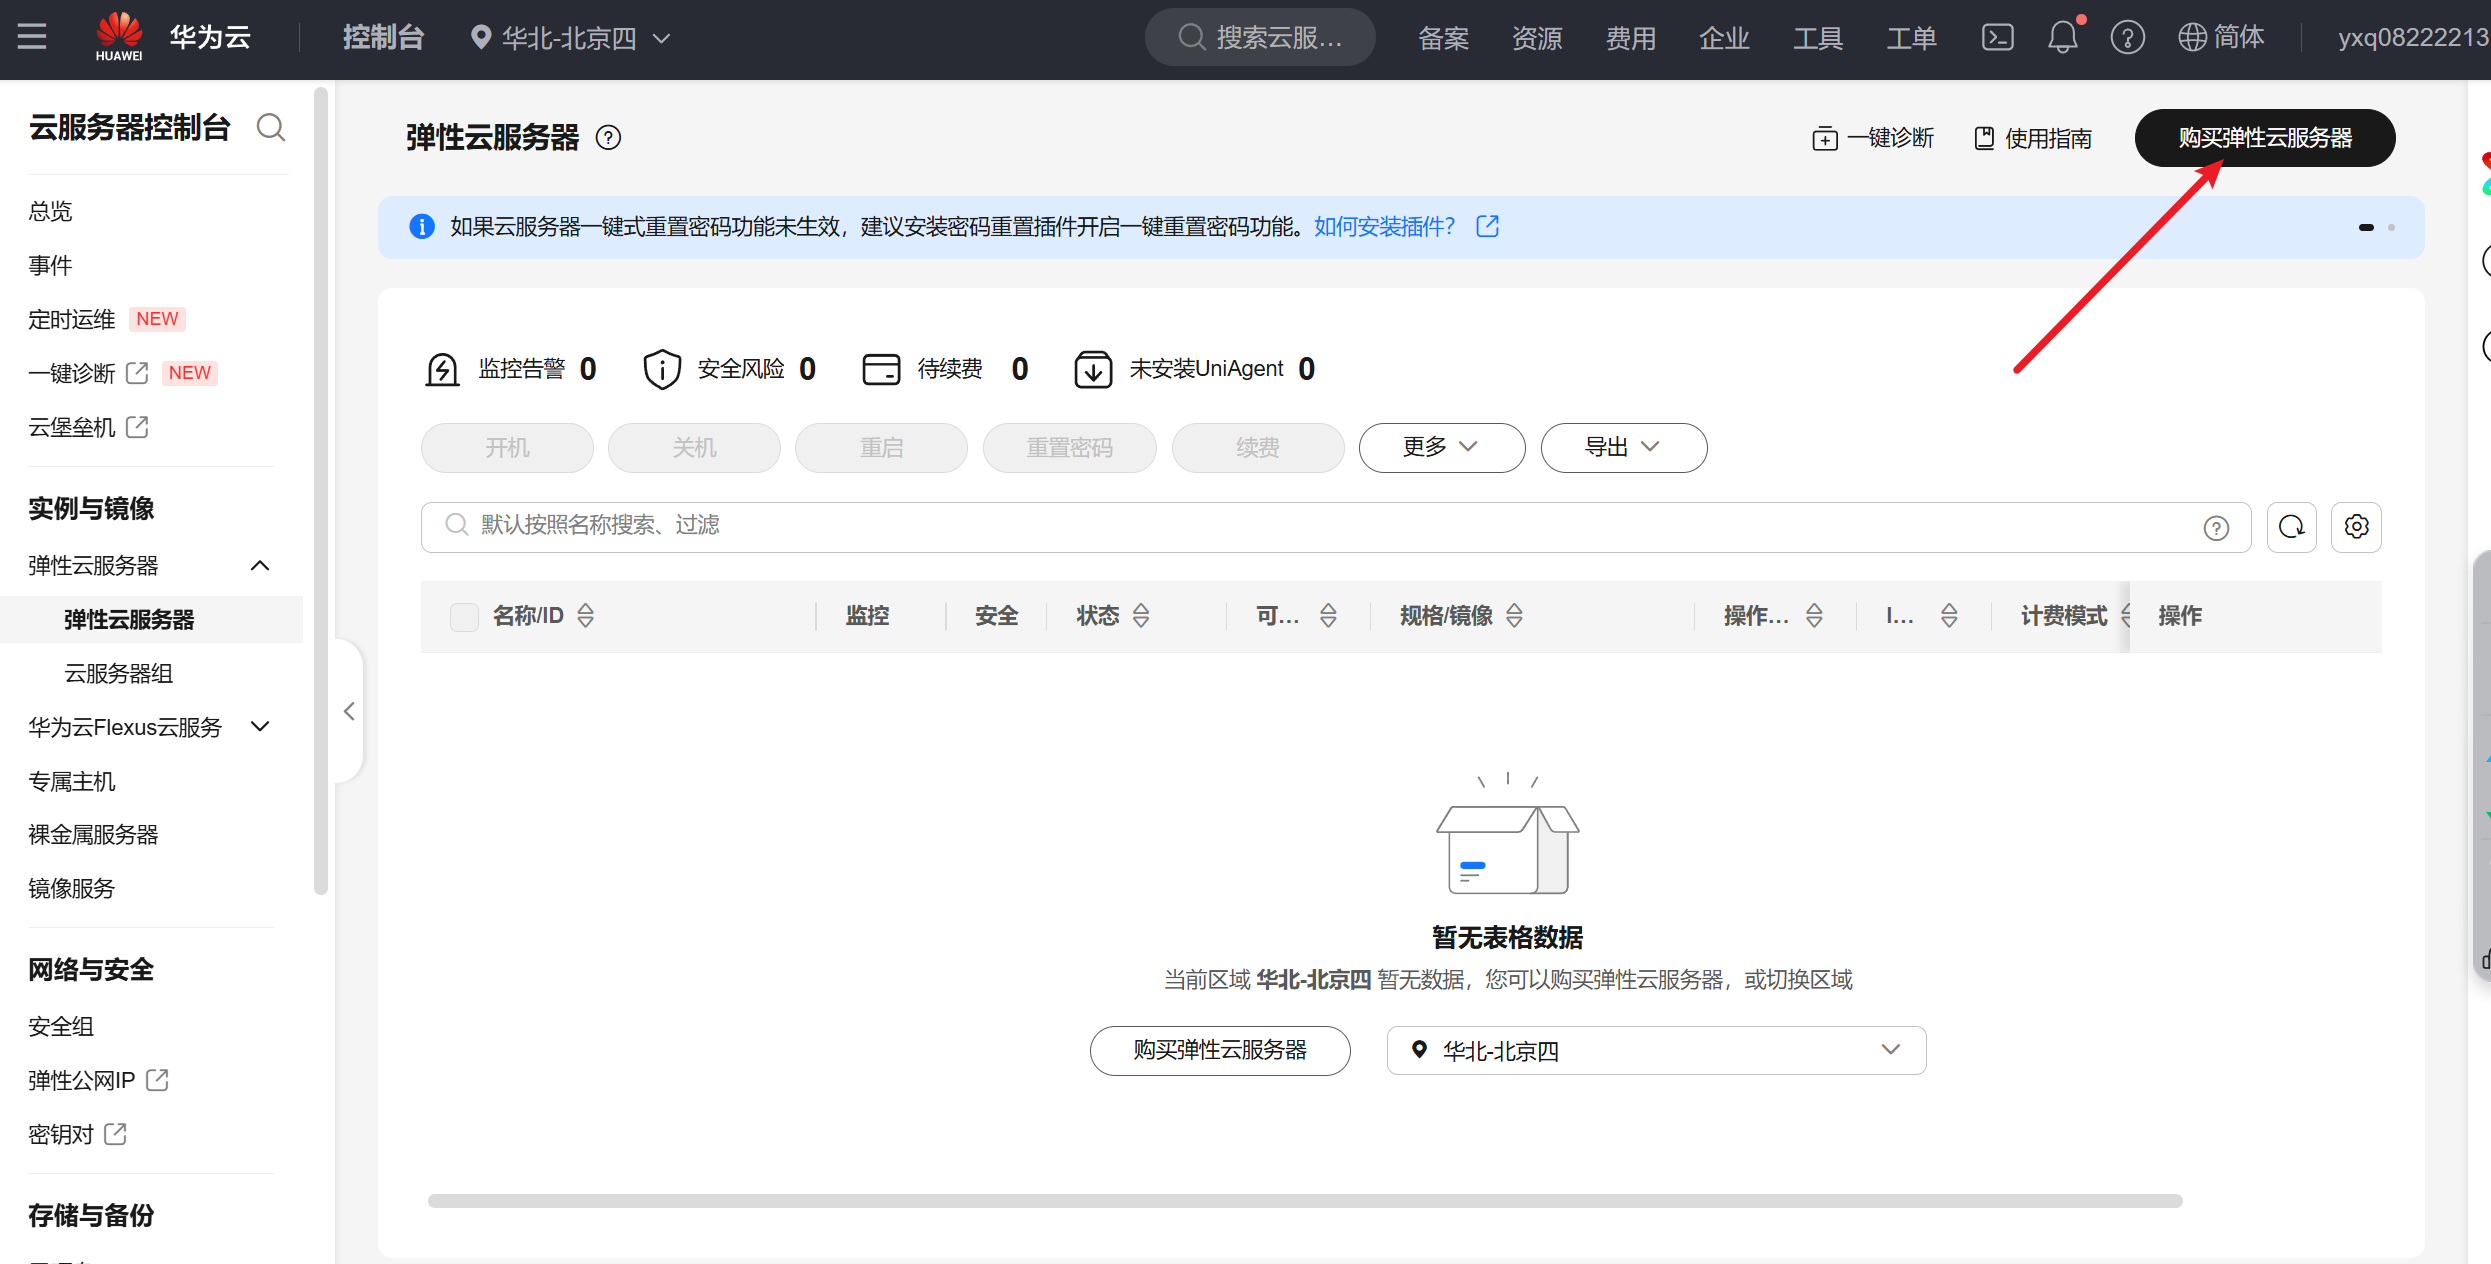 HUAWEI 华为云 控制台 华北-北京四 搜索云服... 备案 资源 费用 企业 工具 工单 简体 yxq08222213
云服务器控制台
总览
事件
定时运维 NEW
一键诊断 NEW
云堡垒机
实例与镜像
弹性云服务器
弹性云服务器
云服务器组
华为云Flexus云服务
专属主机
裸金属服务器
镜像服务
网络与安全
安全组
弹性公网IP
密钥对
存储与备份
弹性云服务器 一键诊断 使用指南 购买弹性云服务器
如果云服务器一键式重置密码功能未生效，建议安装密码重置插件开启一键重置密码功能。如何安装插件？
监控告警 0 安全风险 0 待续费 0 未安装UniAgent 0
开机 关机 重启 重置密码 续费 更多 导出
默认按照名称搜索、过滤
名称/ID 监控 安全 状态 可... 规格/镜像 操作... I... 计费模式 操作
暂无表格数据
当前区域 华北-北京四 暂无数据，您可以购买弹性云服务器，或切换区域
购买弹性云服务器 华北-北京四